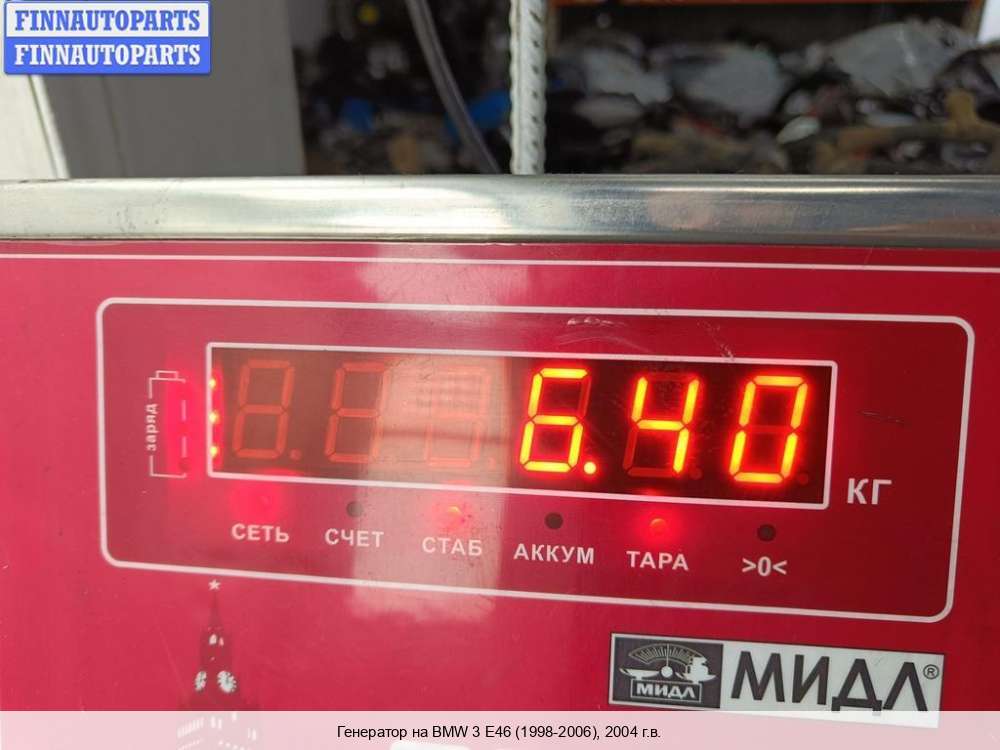 FINNAUTOPARTS
FINNAUTOPARTS
заряд
6.40
КГ
СЕТЬ СЧЕТ СТАБ АККУМ ТАРА >0<
МИДЛ МИДЛ®
Генератор на BMW 3 E46 (1998-2006), 2004 г.в.